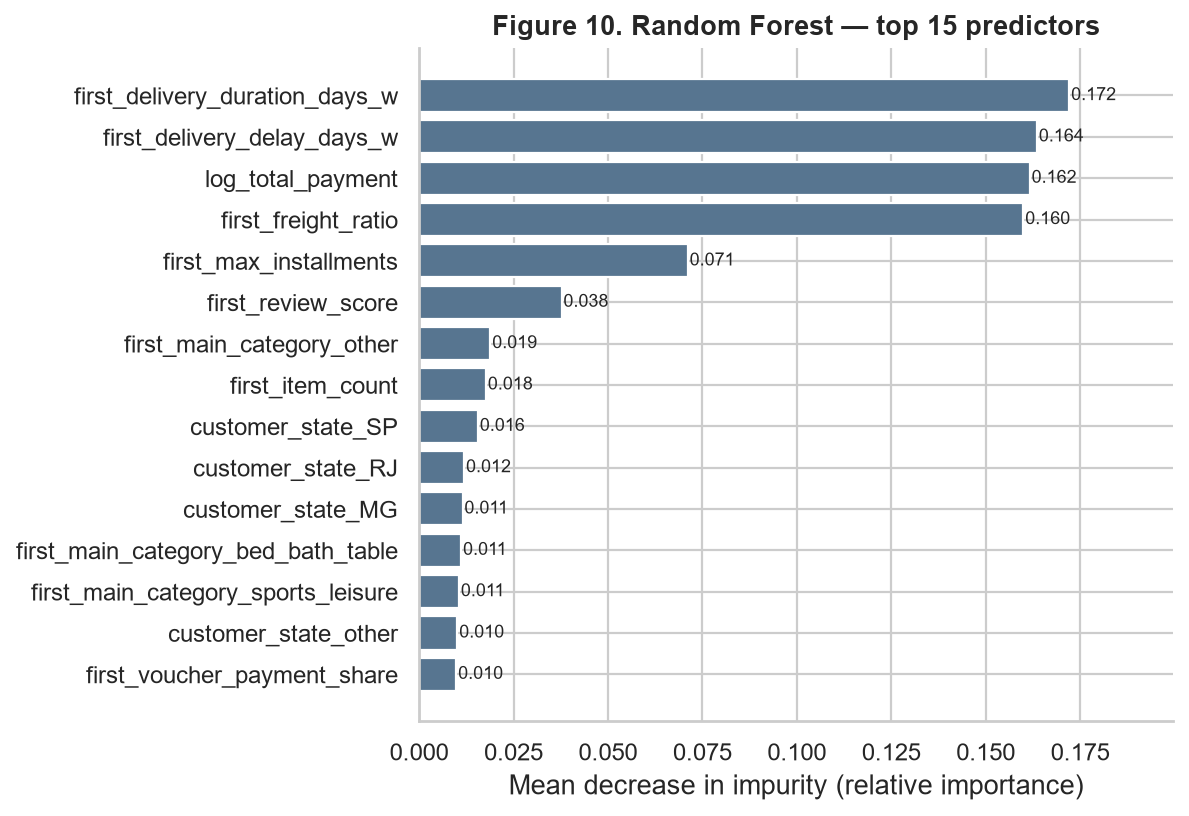 Figure 10. Random Forest — top 15 predictors
first_delivery_duration_days_w 0.172
first_delivery_delay_days_w 0.164
log_total_payment 0.162
first_freight_ratio 0.160
first_max_installments 0.071
first_review_score 0.038
first_main_category_other 0.019
first_item_count 0.018
customer_state_SP 0.016
customer_state_RJ 0.012
customer_state_MG 0.011
first_main_category_bed_bath_table 0.011
first_main_category_sports_leisure 0.011
customer_state_other 0.010
first_voucher_payment_share 0.010
0.000 0.025 0.050 0.075 0.100 0.125 0.150 0.175
Mean decrease in impurity (relative importance)